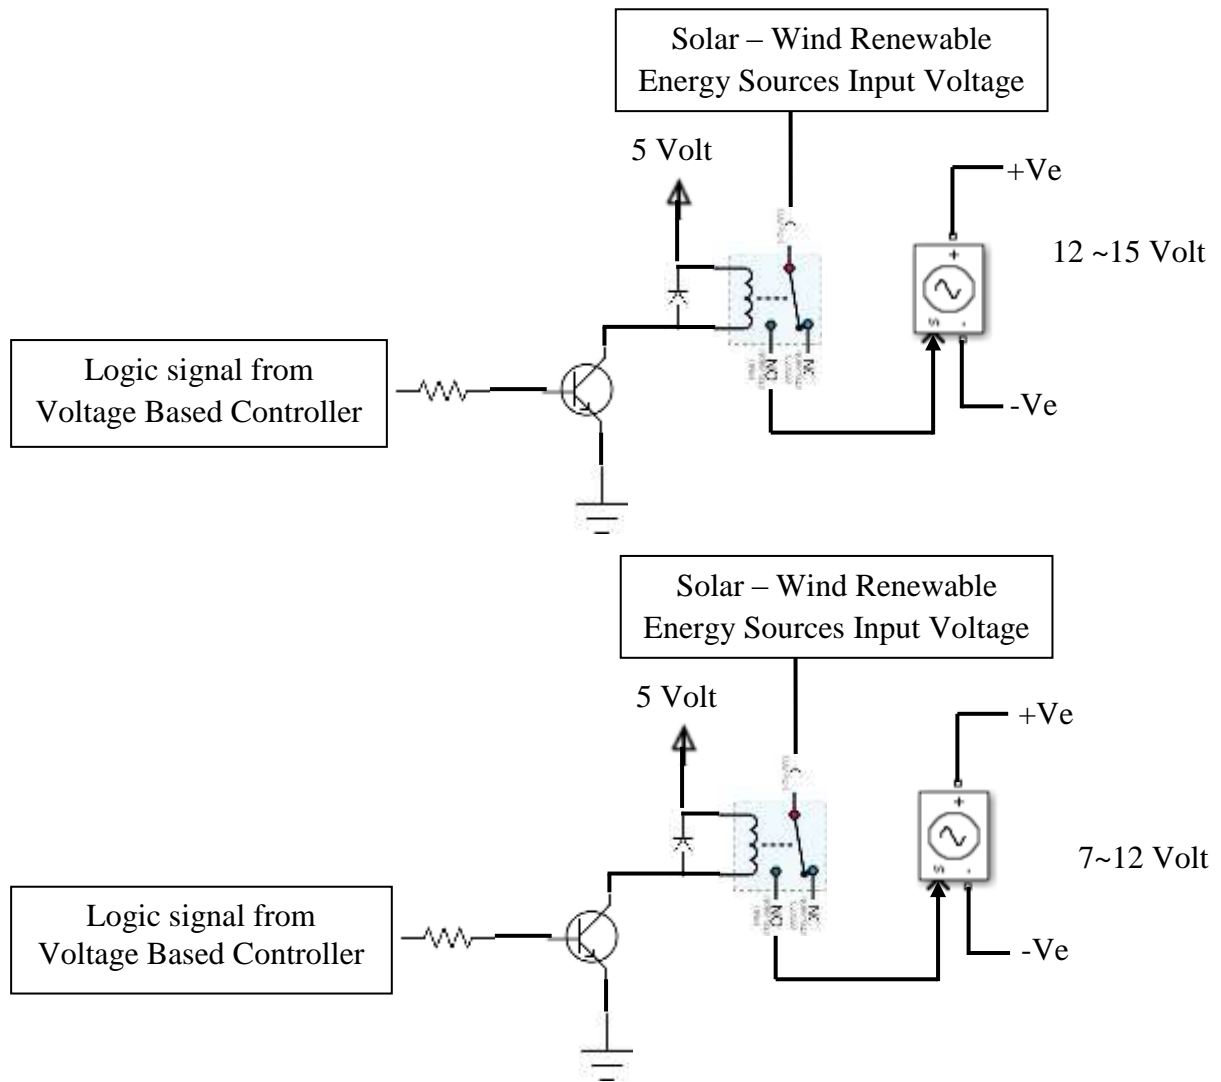 Solar – Wind Renewable
Energy Sources Input Voltage
5 Volt
+Ve
12 ~15 Volt
+
C
S
-
NO
NC
Logic signal from
Voltage Based Controller
-Ve
Solar – Wind Renewable
Energy Sources Input Voltage
5 Volt
+Ve
C
+
7~12 Volt
S
-
NO
NC
Logic signal from
Voltage Based Controller
-Ve